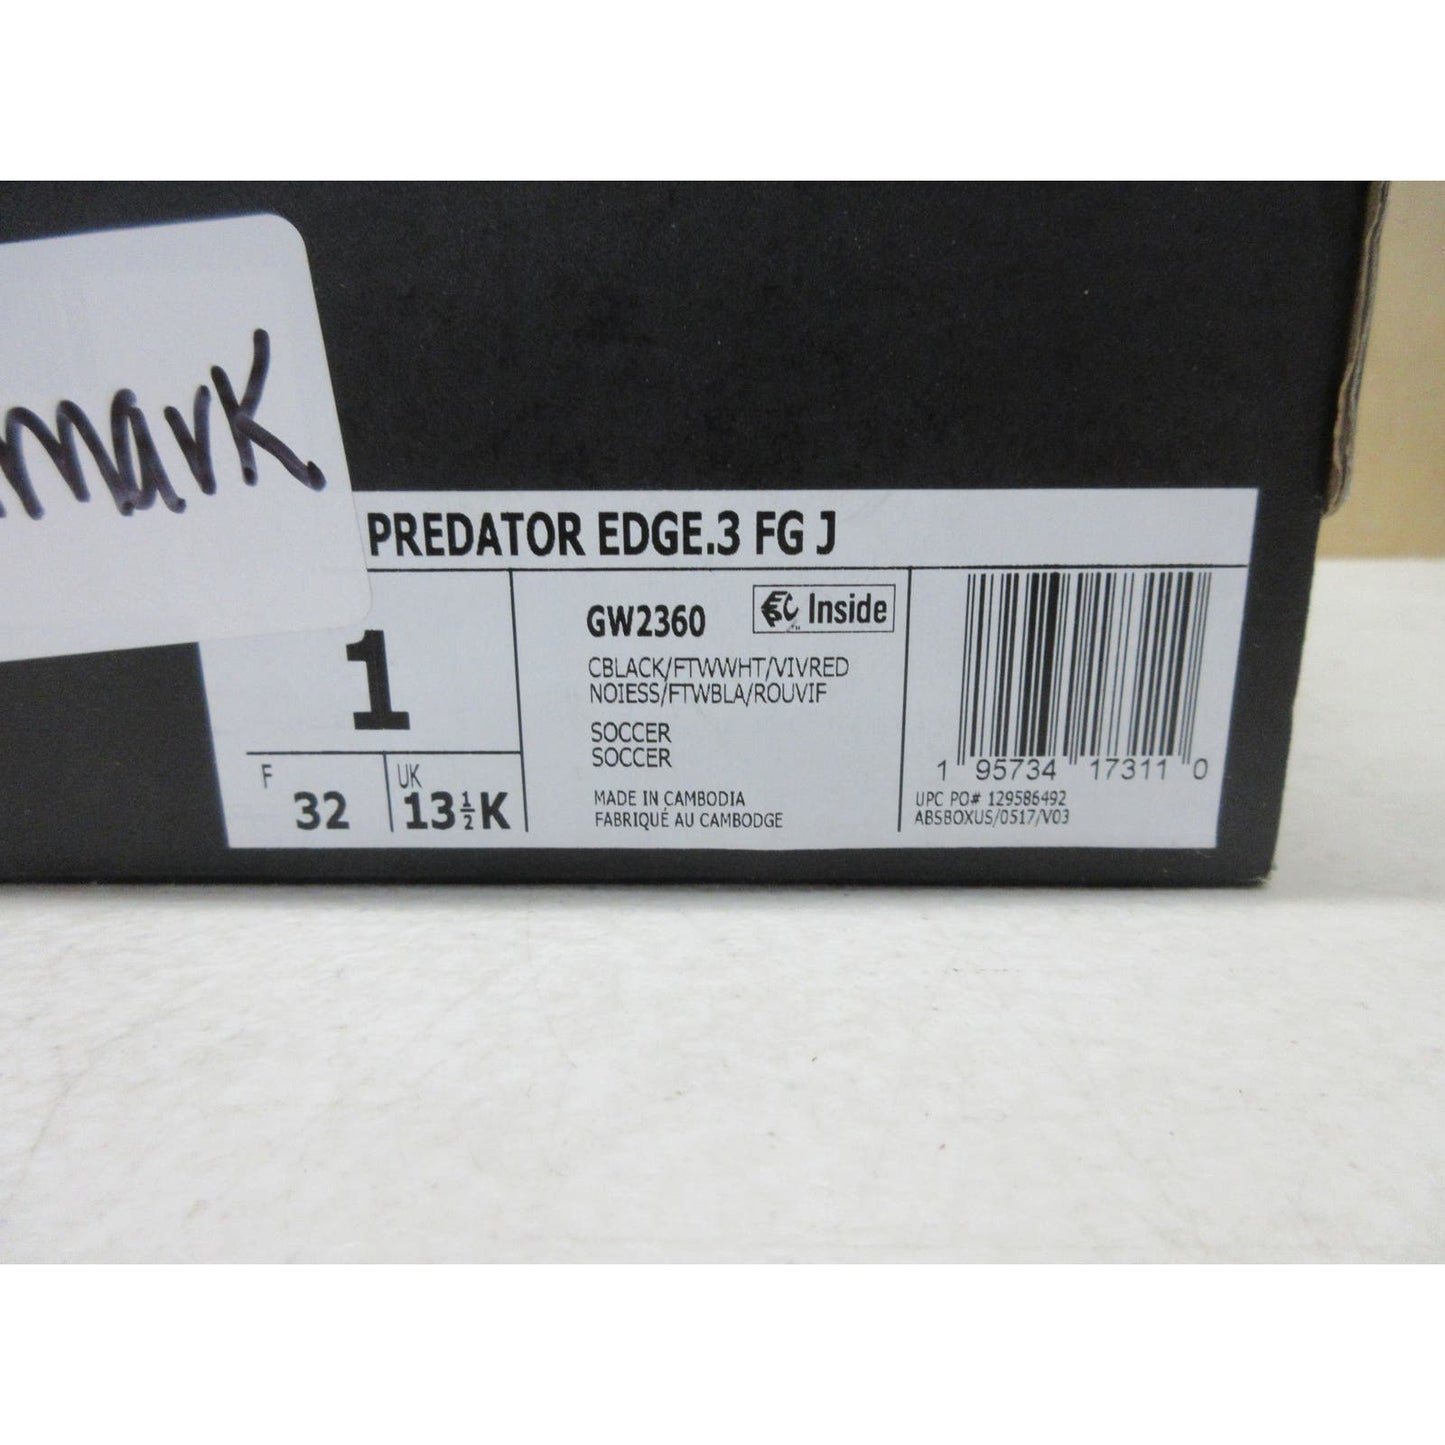 mark
PREDATOR EDGE.3 FG J
1
F
32
UK
13½K
GW2360
EPC Inside
CBLACK/FTWWHT/VIVRED
NOIESS/FTWBLA/ROUVIF
SOCCER
SOCCER
MADE IN CAMBODIA
FABRIQUÉ AU CAMBODGE
1 95734 17311 0
UPC PO# 129586492
ABSBOXUS/0517/V03